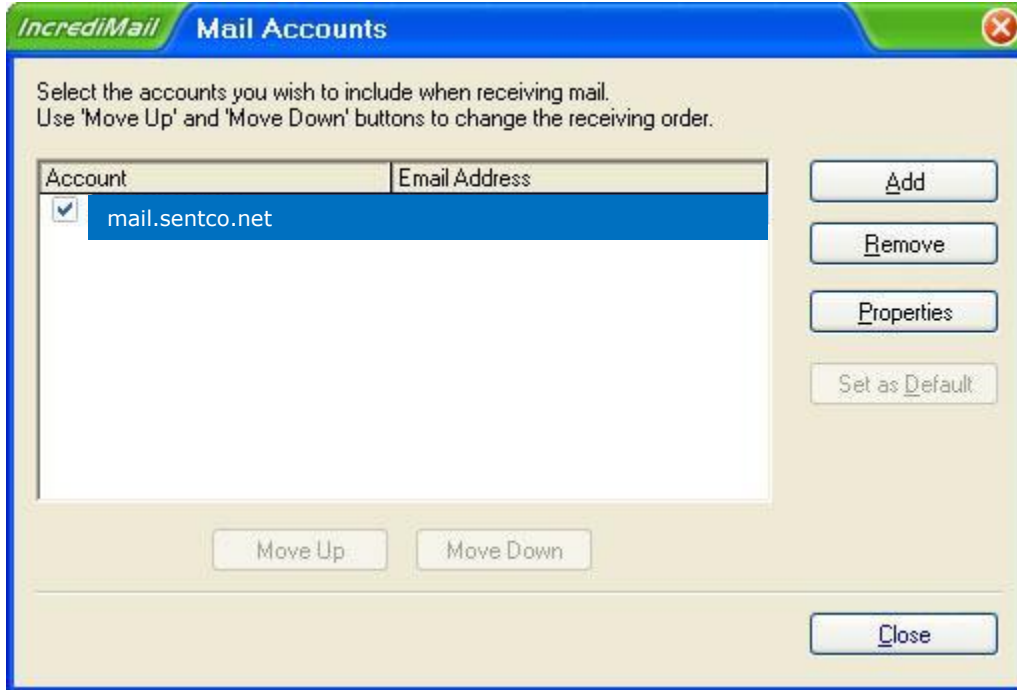 IncrediMail Mail Accounts
Select the accounts you wish to include when receiving mail.
Use 'Move Up' and 'Move Down' buttons to change the receiving order.
Account Email Address
mail.sentco.net
Add
Remove
Properties
Set as Default
Move Up Move Down
Close